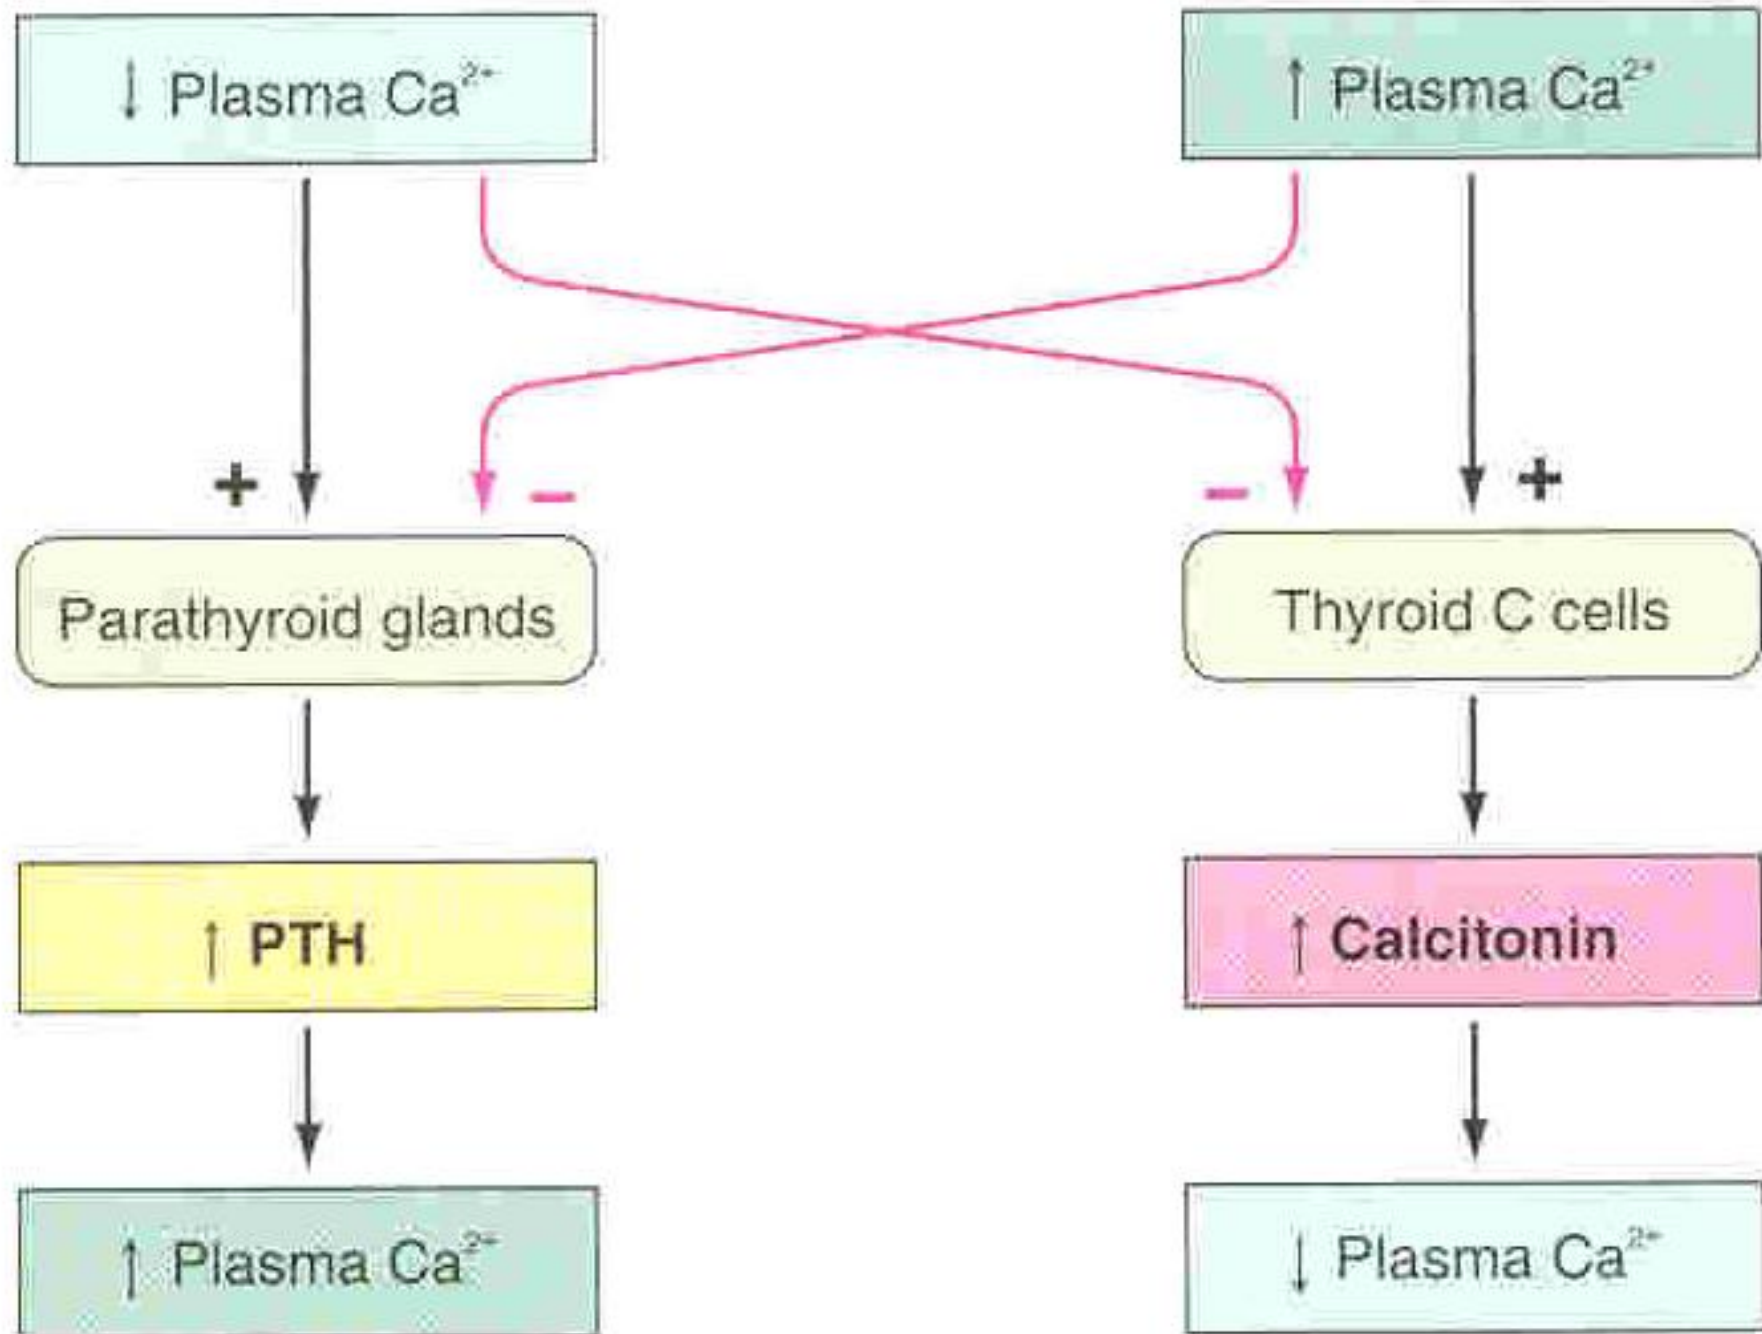 ↓ Plasma Ca²⁺
↑ Plasma Ca²⁺
+
−
−
+
Parathyroid glands
Thyroid C cells
↑ PTH
↑ Calcitonin
↑ Plasma Ca²⁺
↓ Plasma Ca²⁺